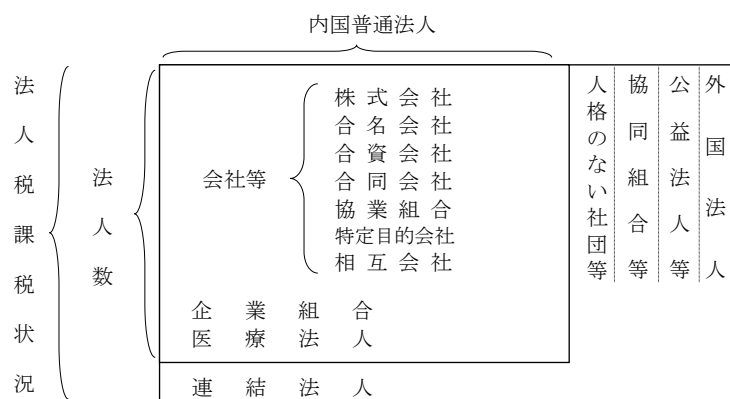 内国普通法人
法人税課税状況
法人数
会社等
株式会社
合名会社
合資会社
合同会社
協業組合
特定目的会社
相互会社
企業組合
医療法人
連結法人
人格のない社団等
協同組合等
公益法人等
外国法人